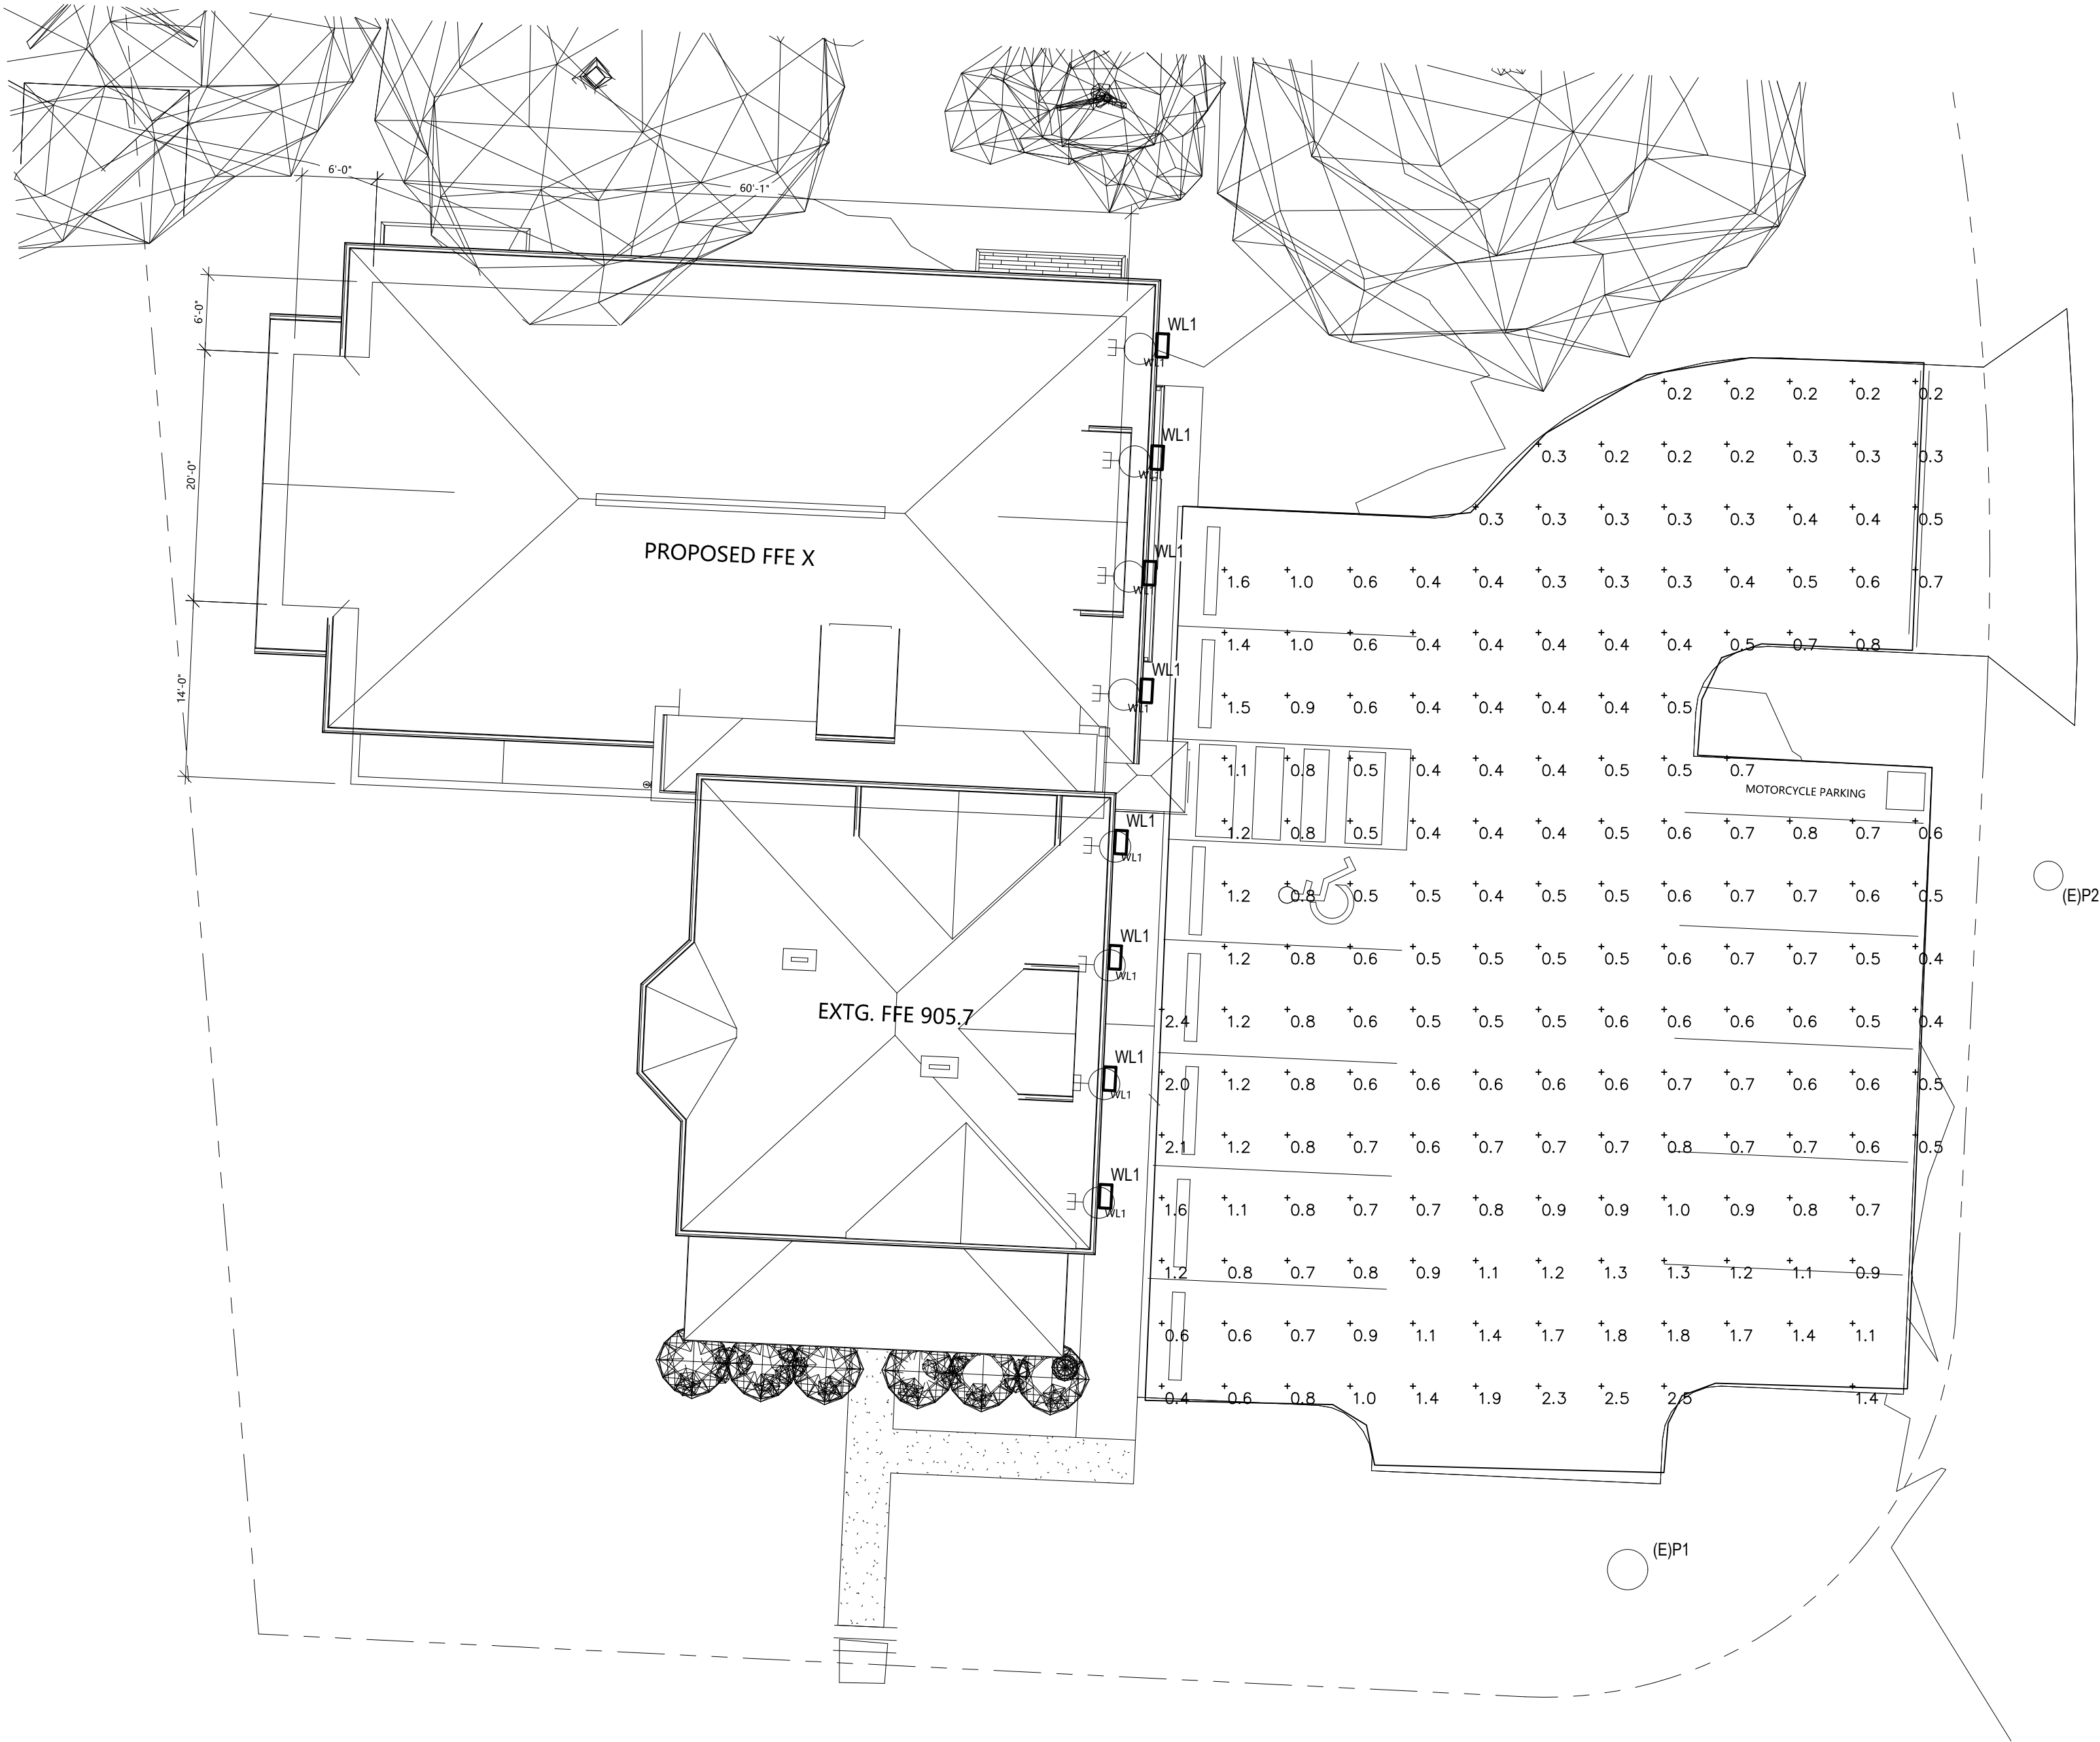 6'-0"
60'-1"
6'-0"
WL1
WL1
0.2 0.2 0.2 0.2 0.2
WL1
WL1
0.3 0.2 0.2 0.2 0.3 0.3 0.3
20'-0"
0.3 0.3 0.3 0.3 0.3 0.4 0.4 0.5
PROPOSED FFE X
WL1
WL1
1.6 1.0 0.6 0.4 0.4 0.3 0.3 0.3 0.4 0.5 0.6 0.7
1.4 1.0 0.6 0.4 0.4 0.4 0.4 0.4 0.5 0.7 0.8
14'-0"
WL1
WL1
1.5 0.9 0.6 0.4 0.4 0.4 0.4 0.5
1.1 0.8 0.5 0.4 0.4 0.4 0.5 0.5 0.7
MOTORCYCLE PARKING
WL1
WL1
1.2 0.8 0.5 0.4 0.4 0.4 0.5 0.6 0.7 0.8 0.7 0.6
1.2 0.8 0.5 0.5 0.4 0.5 0.5 0.6 0.7 0.7 0.6 0.5
(E)P2
WL1
WL1
1.2 0.8 0.6 0.5 0.5 0.5 0.5 0.6 0.7 0.7 0.5 0.4
EXTG. FFE 905.7
2.4 1.2 0.8 0.6 0.5 0.5 0.5 0.6 0.6 0.6 0.6 0.5 0.4
WL1
WL1
2.0 1.2 0.8 0.6 0.6 0.6 0.6 0.6 0.7 0.7 0.6 0.6 0.5
2.1 1.2 0.8 0.7 0.6 0.7 0.7 0.7 0.8 0.7 0.7 0.6 0.5
WL1
WL1
1.6 1.1 0.8 0.7 0.7 0.8 0.9 0.9 1.0 0.9 0.8 0.7
1.2 0.8 0.7 0.8 0.9 1.1 1.2 1.3 1.3 1.2 1.1 0.9
0.6 0.6 0.7 0.9 1.1 1.4 1.7 1.8 1.8 1.7 1.4 1.1
0.4 0.6 0.8 1.0 1.4 1.9 2.3 2.5 2.5 1.4
(E)P1